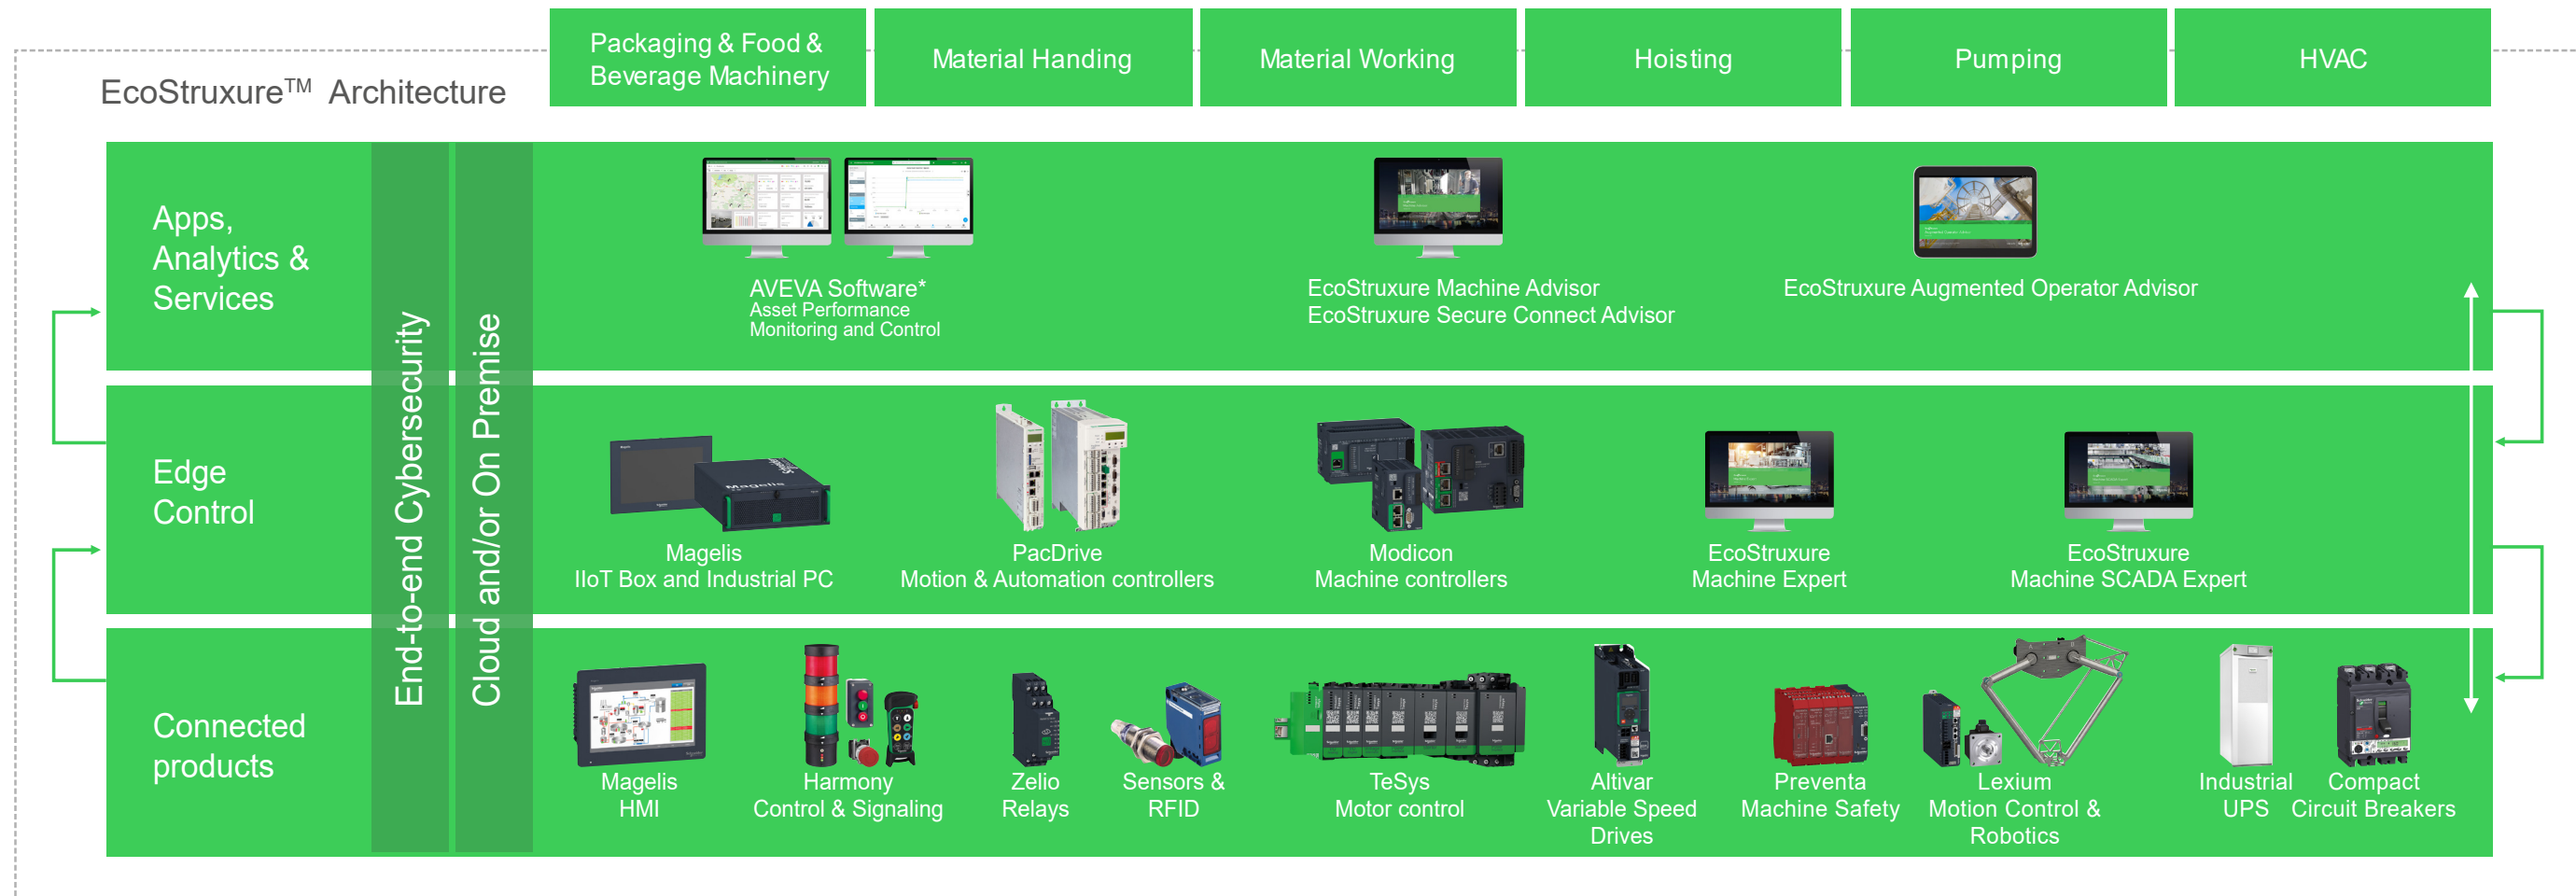 Packaging & Food &
Beverage Machinery
Material Handing
Material Working
Hoisting
Pumping
HVAC
EcoStruxure™ Architecture
Apps,
Analytics &
Services
End-to-end Cybersecurity
Cloud and/or On Premise
AVEVA Software*
Asset Performance
Monitoring and Control
EcoStruxure Machine Advisor
EcoStruxure Secure Connect Advisor
EcoStruxure Augmented Operator Advisor
Edge
Control
Magelis
Magelis
IIoT Box and Industrial PC
PacDrive
Motion & Automation controllers
Modicon
Machine controllers
EcoStruxure
Machine Expert
EcoStruxure
Machine SCADA Expert
Connected
products
Magelis
HMI
Harmony
Control & Signaling
Zelio
Relays
Sensors &
RFID
TeSys
Motor control
Altivar
Variable Speed
Drives
Preventa
Machine Safety
Lexium
Motion Control &
Robotics
Industrial
UPS
Compact
Circuit Breakers